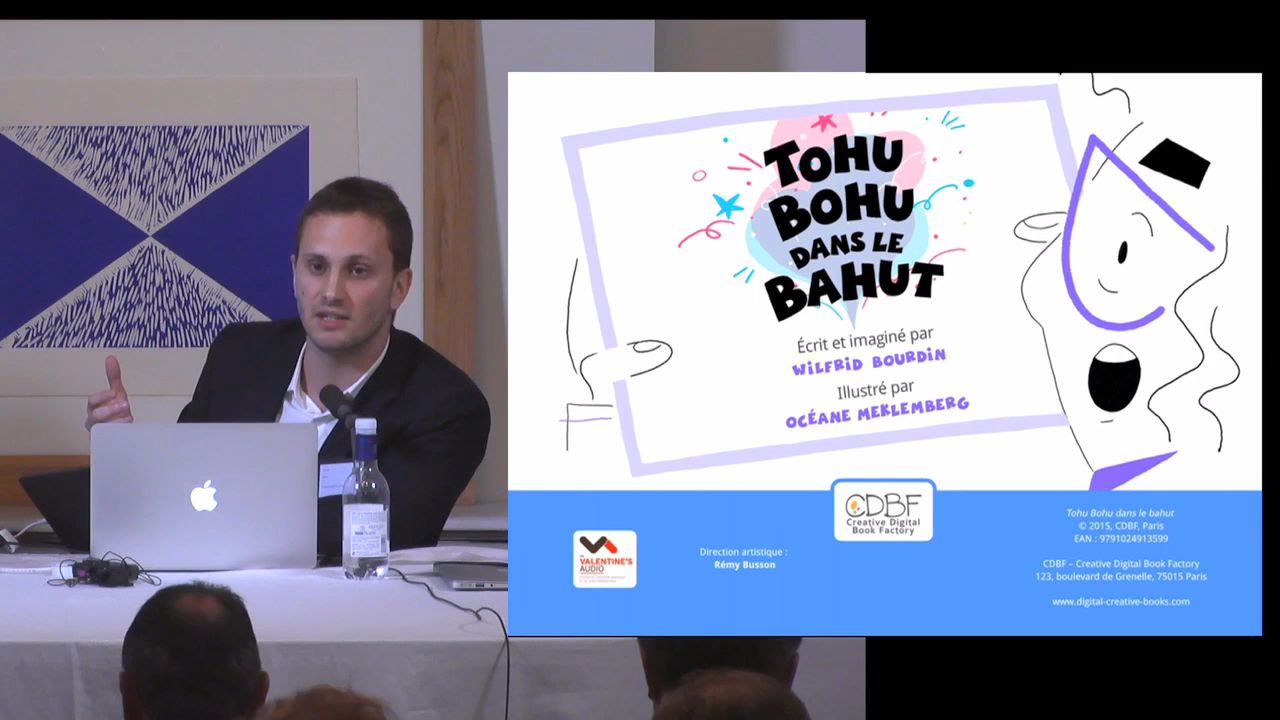 TOHU
BOHU
DANS LE
BAHUT
Écrit et imaginé par
WILFRID BOURDIN
Illustré par
OCÉANE MEKLEMBERG
VALENTINE'S
AUDIO
Direction artistique :
Rémy Busson
CDBF
Creative Digital
Book Factory
Tohu Bohu dans le bahut
© 2015, CDBF, Paris
EAN : 9791024913599
CDBF – Creative Digital Book Factory
123, boulevard de Grenelle, 75015 Paris
www.digital-creative-books.com